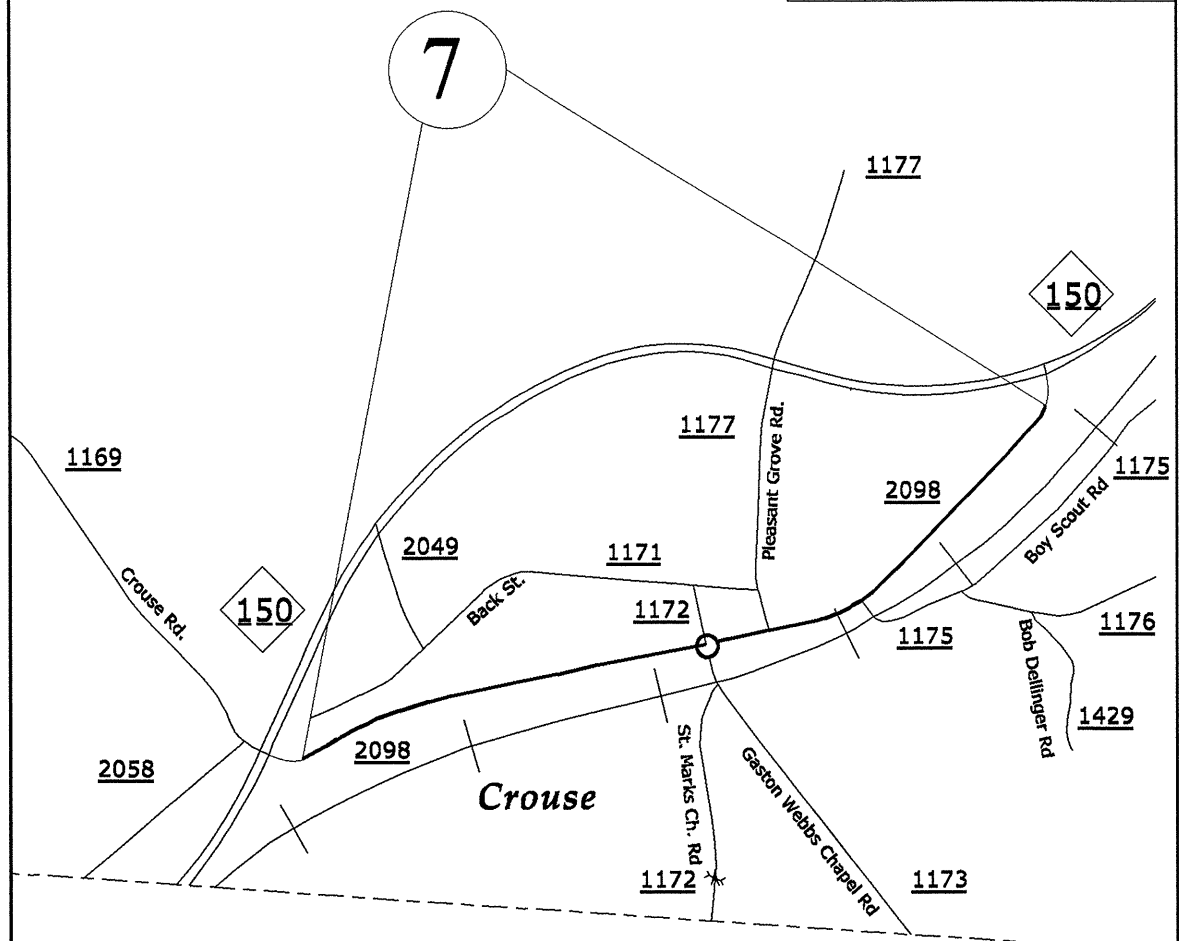 7
1177
150
1177
Pleasant Grove Rd.
1169
2098
1175
Boy Scout Rd
2049
1171
Crouse Rd.
150
Back St.
1172
1175
1176
Bob Dellinger Rd
1429
2098
2058
Crouse
St. Marks Ch. Rd
Gaston Webbs Chapel Rd
1172
1173